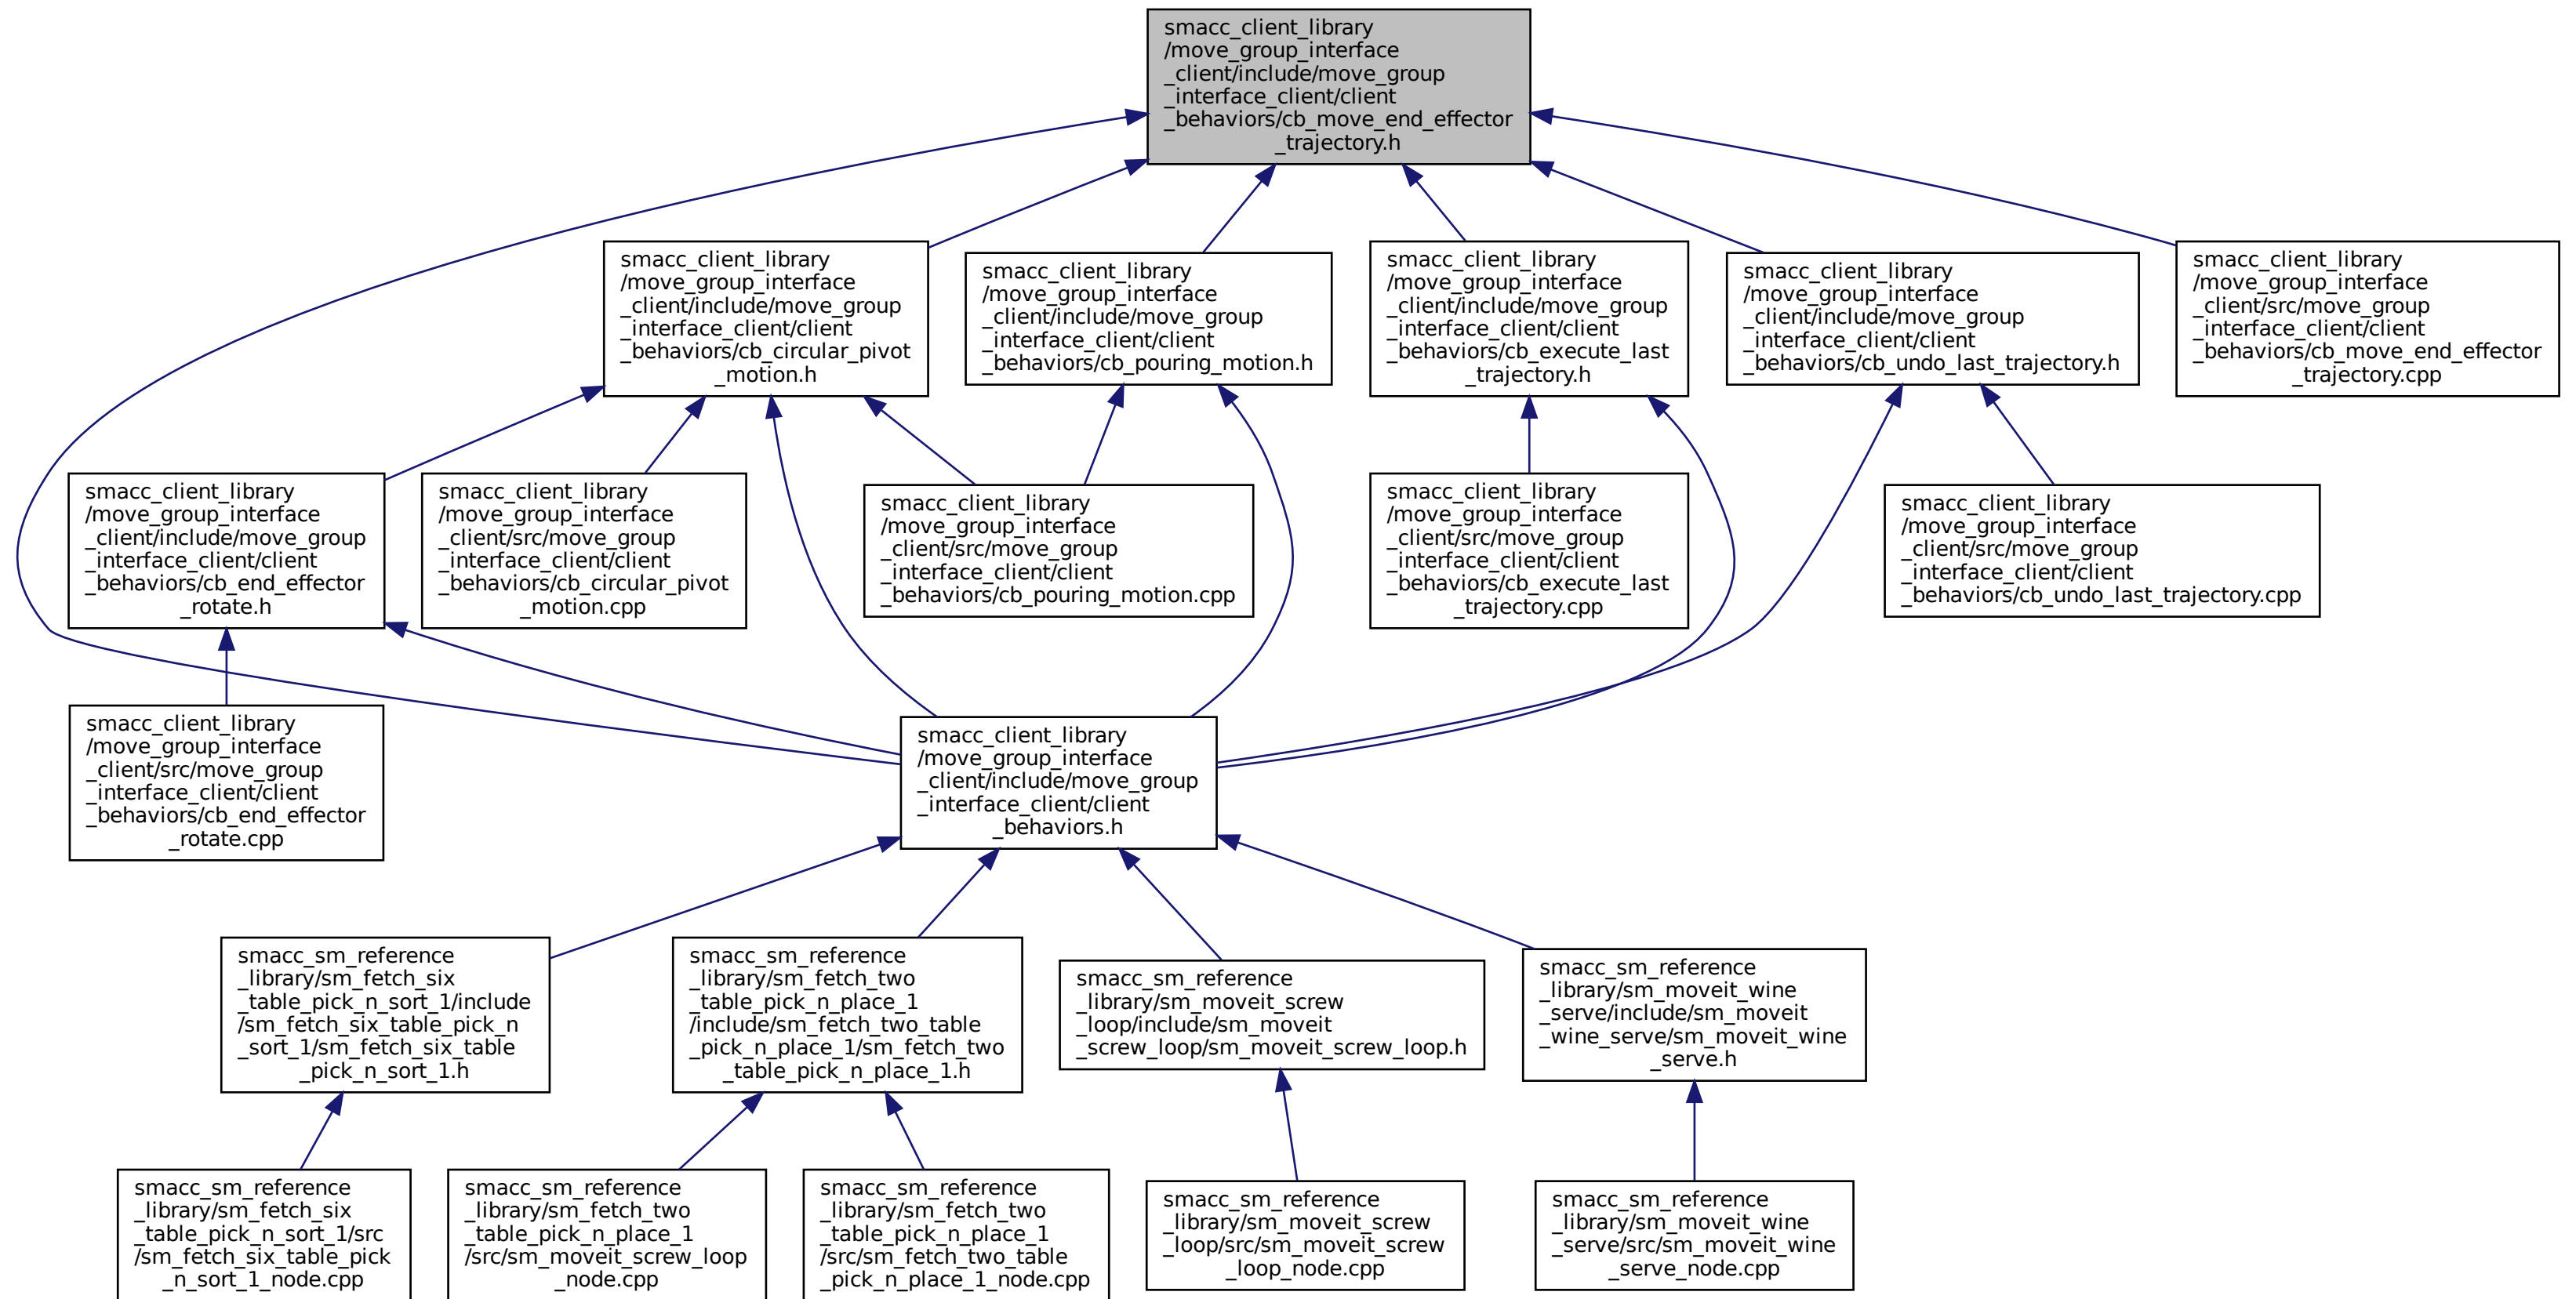 smacc_client_library
/move_group_interface
_client/include/move_group
_interface_client/client
_behaviors/cb_move_end_effector
_trajectory.h
smacc_client_library
/move_group_interface
_client/include/move_group
_interface_client/client
_behaviors/cb_circular_pivot
_motion.h
smacc_client_library
/move_group_interface
_client/include/move_group
_interface_client/client
_behaviors/cb_pouring_motion.h
smacc_client_library
/move_group_interface
_client/include/move_group
_interface_client/client
_behaviors/cb_execute_last
_trajectory.h
smacc_client_library
/move_group_interface
_client/include/move_group
_interface_client/client
_behaviors/cb_undo_last_trajectory.h
smacc_client_library
/move_group_interface
_client/src/move_group
_interface_client/client
_behaviors/cb_move_end_effector
_trajectory.cpp
smacc_client_library
/move_group_interface
_client/include/move_group
_interface_client/client
_behaviors/cb_end_effector
_rotate.h
smacc_client_library
/move_group_interface
_client/src/move_group
_interface_client/client
_behaviors/cb_circular_pivot
_motion.cpp
smacc_client_library
/move_group_interface
_client/src/move_group
_interface_client/client
_behaviors/cb_pouring_motion.cpp
smacc_client_library
/move_group_interface
_client/src/move_group
_interface_client/client
_behaviors/cb_execute_last
_trajectory.cpp
smacc_client_library
/move_group_interface
_client/src/move_group
_interface_client/client
_behaviors/cb_undo_last_trajectory.cpp
smacc_client_library
/move_group_interface
_client/src/move_group
_interface_client/client
_behaviors/cb_end_effector
_rotate.cpp
smacc_client_library
/move_group_interface
_client/include/move_group
_interface_client/client
_behaviors.h
smacc_sm_reference
_library/sm_fetch_six
_table_pick_n_sort_1/include
/sm_fetch_six_table_pick_n
_sort_1/sm_fetch_six_table
_pick_n_sort_1.h
smacc_sm_reference
_library/sm_fetch_two
_table_pick_n_place_1
/include/sm_fetch_two_table
_pick_n_place_1/sm_fetch_two
_table_pick_n_place_1.h
smacc_sm_reference
_library/sm_moveit_screw
_loop/include/sm_moveit
_screw_loop/sm_moveit_screw_loop.h
smacc_sm_reference
_library/sm_moveit_wine
_serve/include/sm_moveit
_wine_serve/sm_moveit_wine
_serve.h
smacc_sm_reference
_library/sm_fetch_six
_table_pick_n_sort_1/src
/sm_fetch_six_table_pick
_n_sort_1_node.cpp
smacc_sm_reference
_library/sm_fetch_two
_table_pick_n_place_1
/src/sm_moveit_screw_loop
_node.cpp
smacc_sm_reference
_library/sm_fetch_two
_table_pick_n_place_1
/src/sm_fetch_two_table
_pick_n_place_1_node.cpp
smacc_sm_reference
_library/sm_moveit_screw
_loop/src/sm_moveit_screw
_loop_node.cpp
smacc_sm_reference
_library/sm_moveit_wine
_serve/src/sm_moveit_wine
_serve_node.cpp